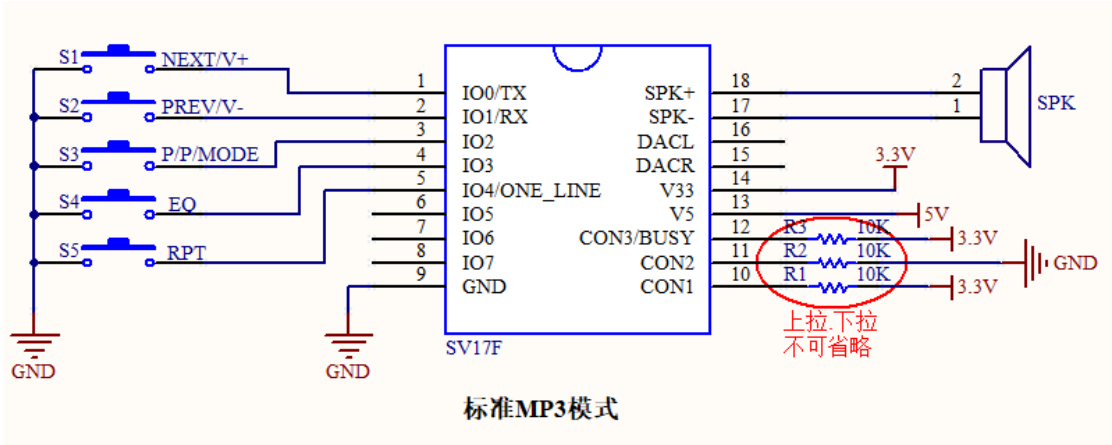 S1 NEXT/V+
S2 PREV/V-
S3 P/P/MODE
S4 EQ
S5 RPT
GND
GND
1 IO0/TX
2 IO1/RX
3 IO2
4 IO3
5 IO4/ONE_LINE
6 IO5
7 IO6
8 IO7
9 GND
SPK+ 18
SPK- 17
DACL 16
DACR 15
V33 14
V5 13
CON3/BUSY 12
CON2 11
CON1 10
SV17F
2
1
SPK
3.3V
5V
R3 10K 3.3V
R2 10K GND
R1 10K 3.3V
上拉.下拉
不可省略
标准MP3模式